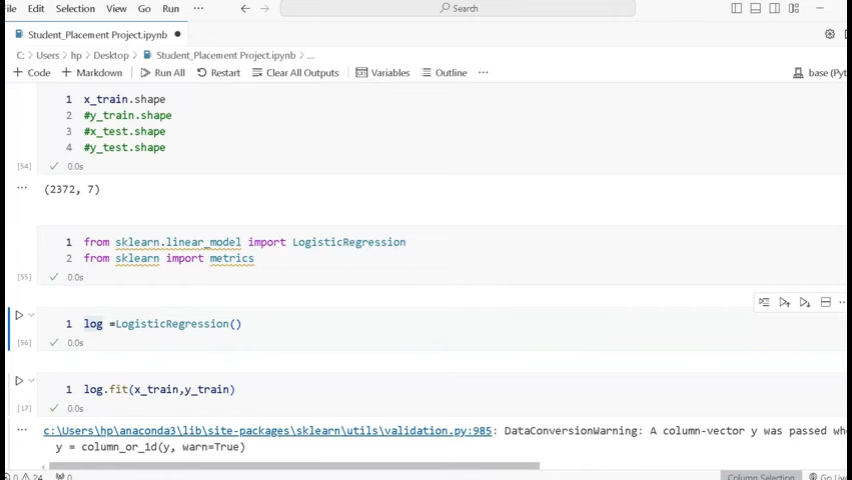 ile Edit Selection View Go Run ··· ← → Search
Student_Placement Project.ipynb ●
C: > Users > hp > Desktop > Student_Placement Project.ipynb > ...
+ Code + Markdown Run All Restart Clear All Outputs Variables Outline ··· base (Pyt
1 x_train.shape
2 #y_train.shape
3 #x_test.shape
4 #y_test.shape
[54] ✓ 0.0s
··· (2372, 7)
1 from sklearn.linear_model import LogisticRegression
2 from sklearn import metrics
[55] ✓ 0.0s
1 log =LogisticRegression()
[56] ✓ 0.0s
1 log.fit(x_train,y_train)
[17] ✓ 0.0s
··· c:\Users\hp\anaconda3\lib\site-packages\sklearn\utils\validation.py:985: DataConversionWarning: A column-vector y was passed whe
y = column_or_1d(y, warn=True)
0 24 0 Column Selection Go Live